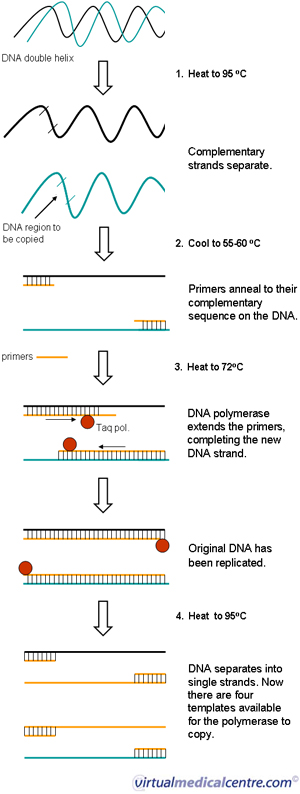 DNA double helix
1. Heat to 95 ºC
Complementary
strands separate.
DNA region to
be copied
2. Cool to 55-60 ºC
Primers anneal to their
complementary
sequence on the DNA.
primers
3. Heat to 72ºC
Taq pol.
DNA polymerase
extends the primers,
completing the new
DNA strand.
Original DNA has
been replicated.
4. Heat to 95ºC
DNA separates into
single strands. Now
there are four
templates available
for the polymerase to
copy.
virtualmedicalcentre.com©